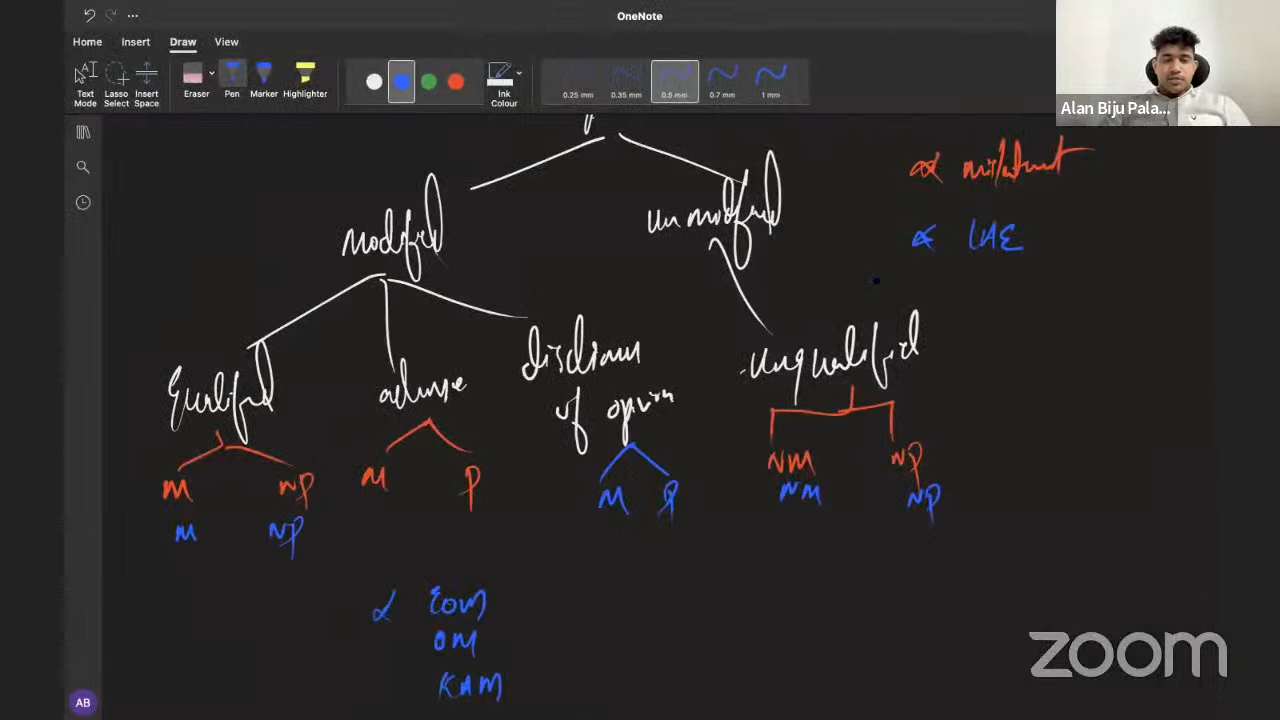 OneNote
Home Insert Draw View
Text Mode Lasso Select Insert Space Eraser Pen Marker Highlighter Ink Colour 0.25 mm 0.35 mm 0.5 mm 0.7 mm 1 mm
Alan Biju Pala...
LAE
modified unmodified
Qualified adverse disclaimer of opinion unqualified
M NP M P NM NP
M NP M P NM NP
α EOM
OM
KAM
AB
zoom